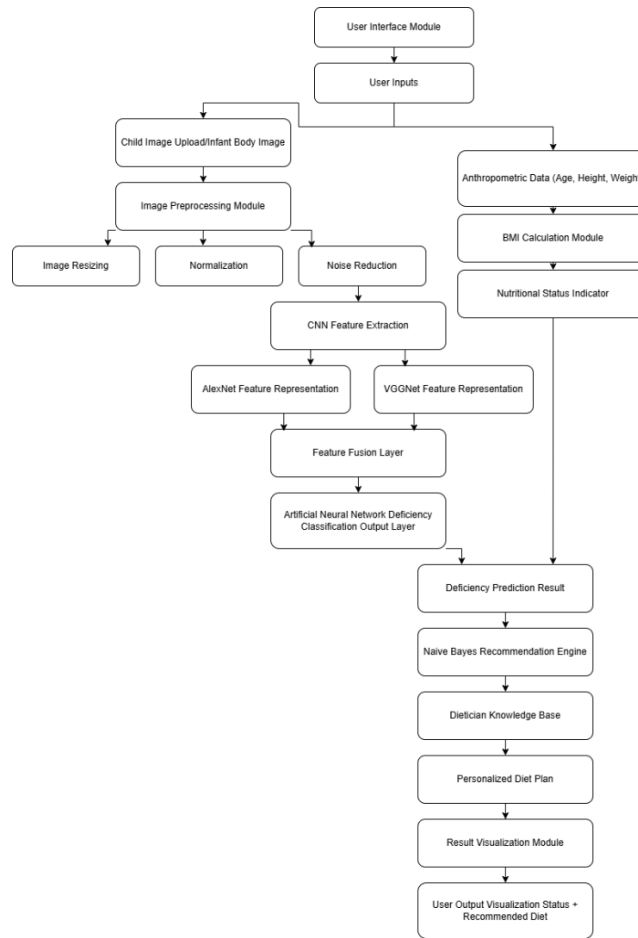 User Interface Module
User Inputs
Child Image Upload/Infant Body Image
Anthropometric Data (Age, Height, Weight
Image Preprocessing Module
BMI Calculation Module
Image Resizing
Normalization
Noise Reduction
Nutritional Status Indicator
CNN Feature Extraction
AlexNet Feature Representation
VGGNet Feature Representation
Feature Fusion Layer
Artificial Neural Network Deficiency
Classification Output Layer
Deficiency Prediction Result
Naive Bayes Recommendation Engine
Dietician Knowledge Base
Personalized Diet Plan
Result Visualization Module
User Output Visualization Status +
Recommended Diet